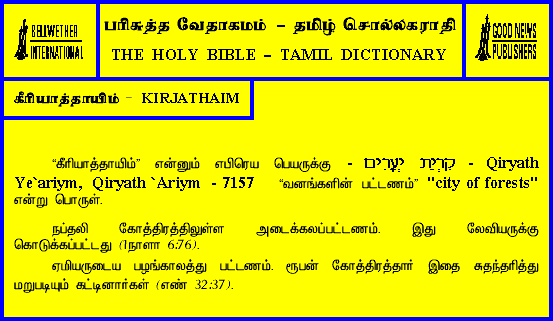 BELLWETHER
INTERNATIONAL
பரிசுத்த வேதாகமம் - தமிழ் சொல்லகராதி
THE HOLY BIBLE - TAMIL DICTIONARY
GOOD NEWS
PUBLISHERS
கீரியாத்தாயிம் - KIRJATHAIM
"கீரியாத்தாயிம்" என்னும் எபிரெய பெயருக்கு - קִרְיַת יְעָרִים - Qiryath
Ye`ariym, Qiryath `Ariym - 7157 "வனங்களின் பட்டணம்" "city of forests"
என்று பொருள்.
நப்தலி கோத்திரத்திலுள்ள அடைக்கலப்பட்டணம். இது லேவியருக்கு
கொடுக்கப்பட்டது (1நாளா 6:76).
ஏமியருடைய பழங்காலத்து பட்டணம். ரூபன் கோத்திரத்தார் இதை சுதந்தரித்து
மறுபடியும் கட்டினார்கள் (எண் 32:37).